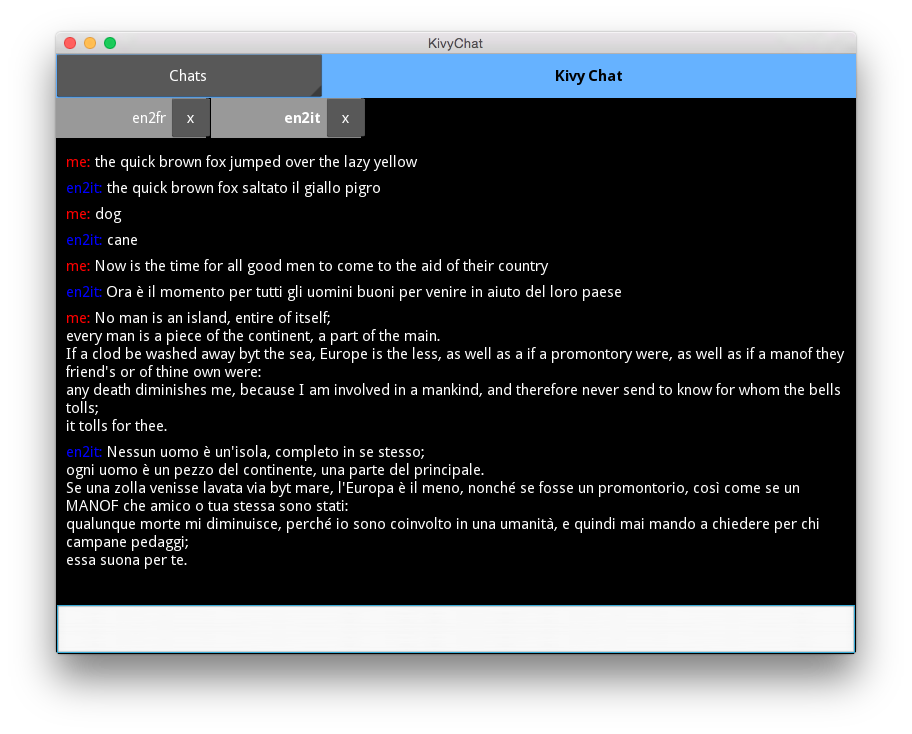 KivyChat
Chats
Kivy Chat
en2fr x en2it x
me: the quick brown fox jumped over the lazy yellow
en2it: the quick brown fox saltato il giallo pigro
me: dog
en2it: cane
me: Now is the time for all good men to come to the aid of their country
en2it: Ora è il momento per tutti gli uomini buoni per venire in aiuto del loro paese
me: No man is an island, entire of itself;
every man is a piece of the continent, a part of the main.
If a clod be washed away byt the sea, Europe is the less, as well as a if a promontory were, as well as if a manof they
friend's or of thine own were:
any death diminishes me, because I am involved in a mankind, and therefore never send to know for whom the bells
tolls;
it tolls for thee.
en2it: Nessun uomo è un'isola, completo in se stesso;
ogni uomo è un pezzo del continente, una parte del principale.
Se una zolla venisse lavata via byt mare, l'Europa è il meno, nonché se fosse un promontorio, così come se un
MANOF che amico o tua stessa sono stati:
qualunque morte mi diminuisce, perché io sono coinvolto in una umanità, e quindi mai mando a chiedere per chi
campane pedaggi;
essa suona per te.